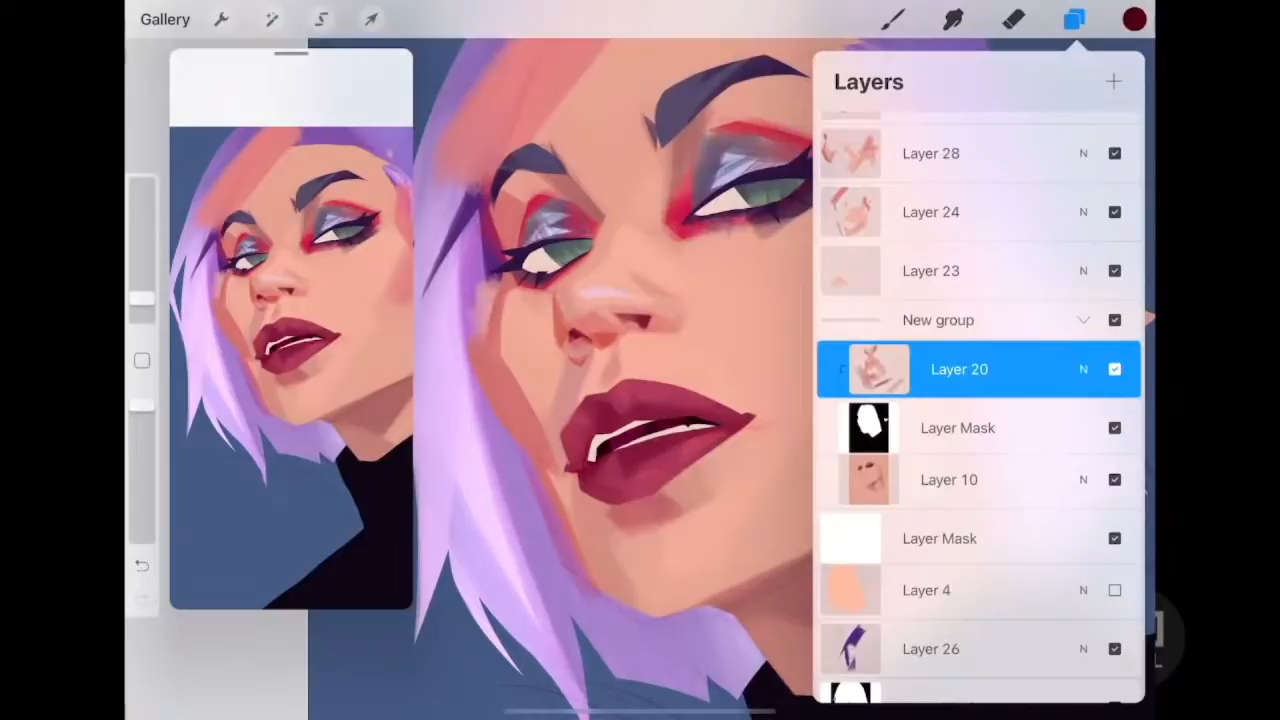 Gallery
Layers
Layer 28 N
Layer 24 N
Layer 23 N
New group
Layer 20 N
Layer Mask
Layer 10 N
Layer Mask
Layer 4 N
Layer 26 N